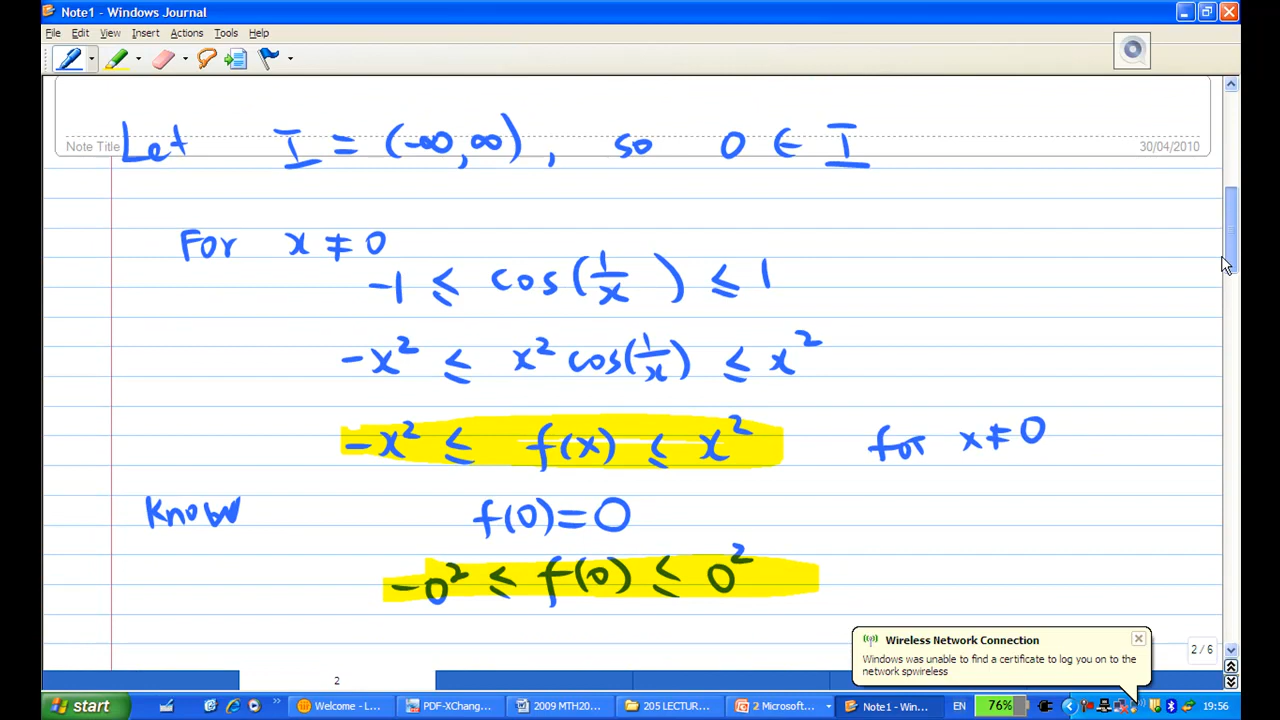 Note1 - Windows Journal
File Edit View Insert Actions Tools Help
Let I = (-∞,∞), so 0 ∈ I
Note Title
30/04/2010
For x ≠ 0
-1 ≤ cos(1/x) ≤ 1
-x² ≤ x² cos(1/x) ≤ x²
-x² ≤ f(x) ≤ x² for x≠0
Know f(0)=0
-0² ≤ f(0) ≤ 0²
Wireless Network Connection
Windows was unable to find a certificate to log you on to the
network spwireless
2 / 6
2
start Welcome - L... PDF-XChang... 2009 MTH20... 205 LECTUR... 2 Microsoft... Note1 - Win... EN 76% 19:56